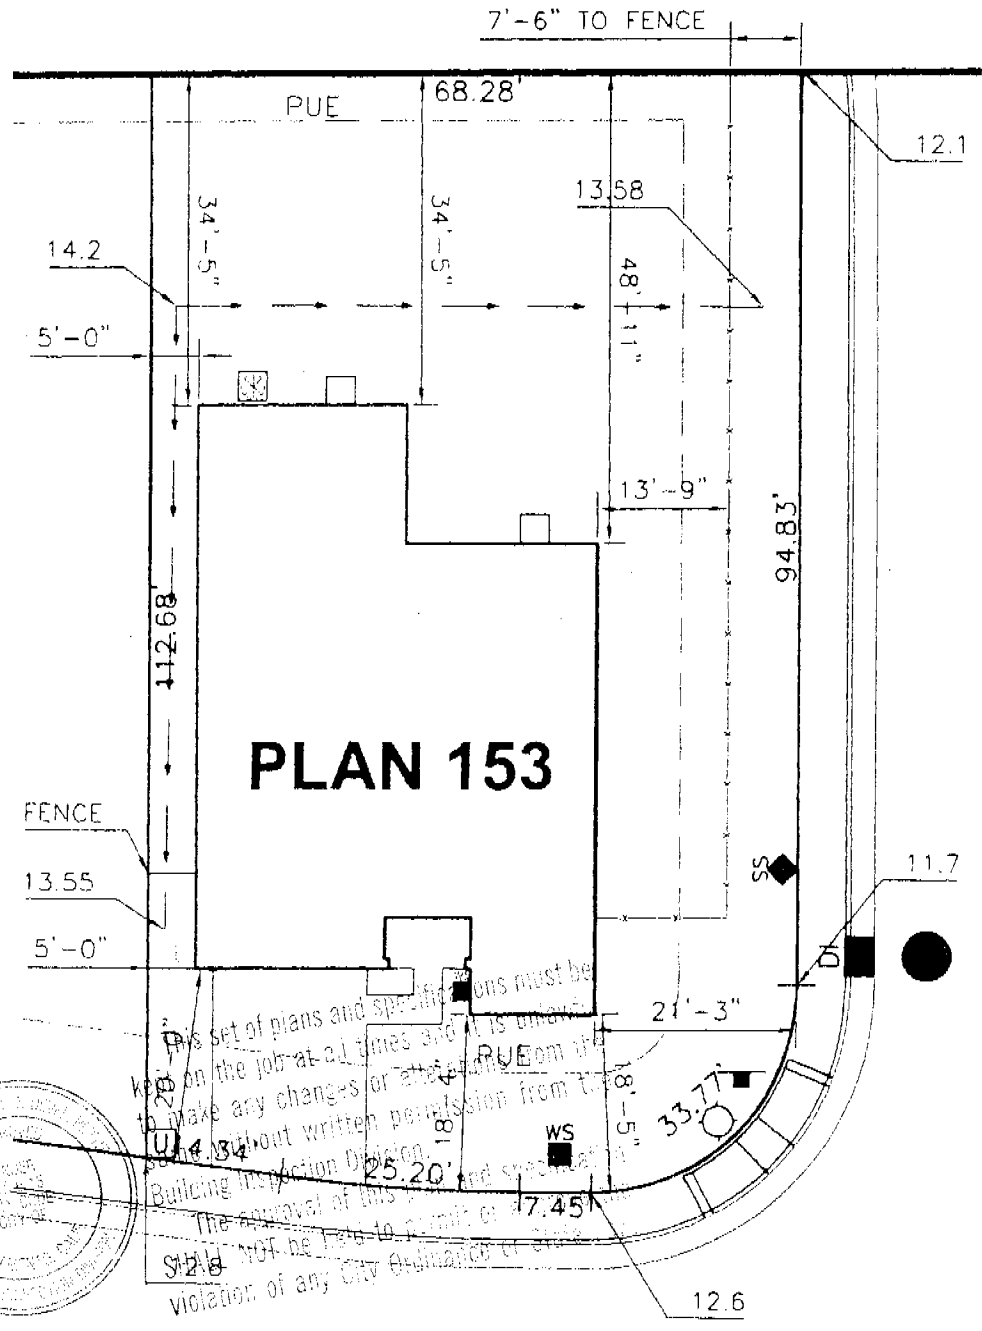 7'-6" TO FENCE
68.28'
PUE
12.1
13.58
34'-5"
34'-5"
48'-11"
14.2
5'-0"
13'-9"
94.83'
112.68'
PLAN 153
FENCE
SS
11.7
13.55
DI
5'-0"
21'-3"
This set of plans and specifications must be
kept on the job at all times and it is unlawful
to make any changes or alterations from the
same without written permission from the
Building Inspection Division.
The approval of this and specification
SHALL NOT be held to permit or
violation of any City Ordinance or State
PUE
18'-5"
33.77'
WS
U
14.34'
25.20'
7.45'
12.6